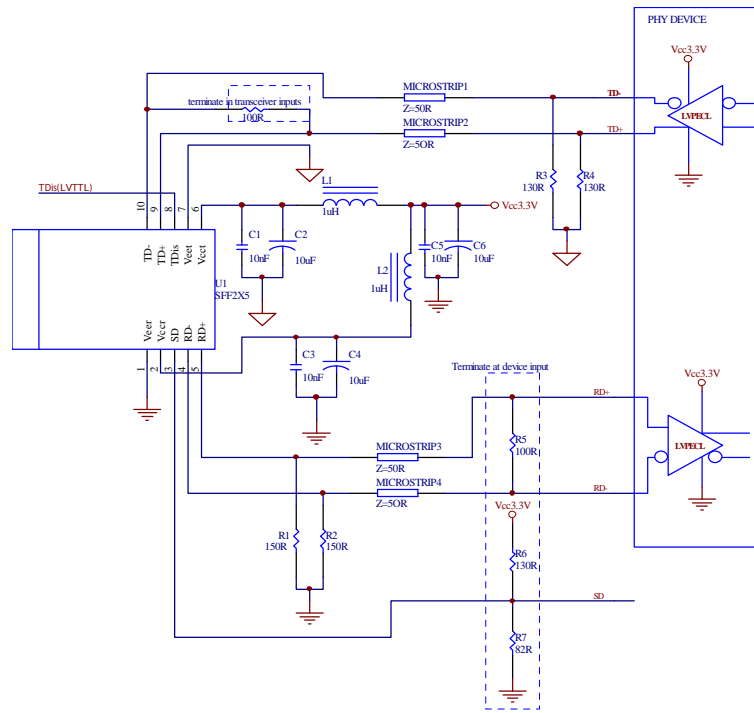 PHY DEVICE
Vcc3.3V
MICROSTRIP1
TD-
terminate in transceiver inputs
100R
Z=50R
LVPECL
MICROSTRIP2
TD+
Z=5OR
L1
R3
130R
R4
130R
TDis(LVTTL)
10
9
8
7
6
1uH
Vcc3.3V
C1
10nF
C2
10uF
C5
10nF
C6
10uF
TD-
TD+
TDis
Veet
Vcct
L2
1uH
U1
SFF2X5
Veer
Vccr
SD
RD-
RD+
C3
10nF
C4
10uF
1
2
3
4
5
Terminate at device input
Vcc3.3V
RD+
R5
100R
LVPECL
MICROSTRIP3
Z=50R
MICROSTRIP4
Z=5OR
RD-
Vcc3.3V
R1
150R
R2
150R
R6
130R
SD
R7
82R